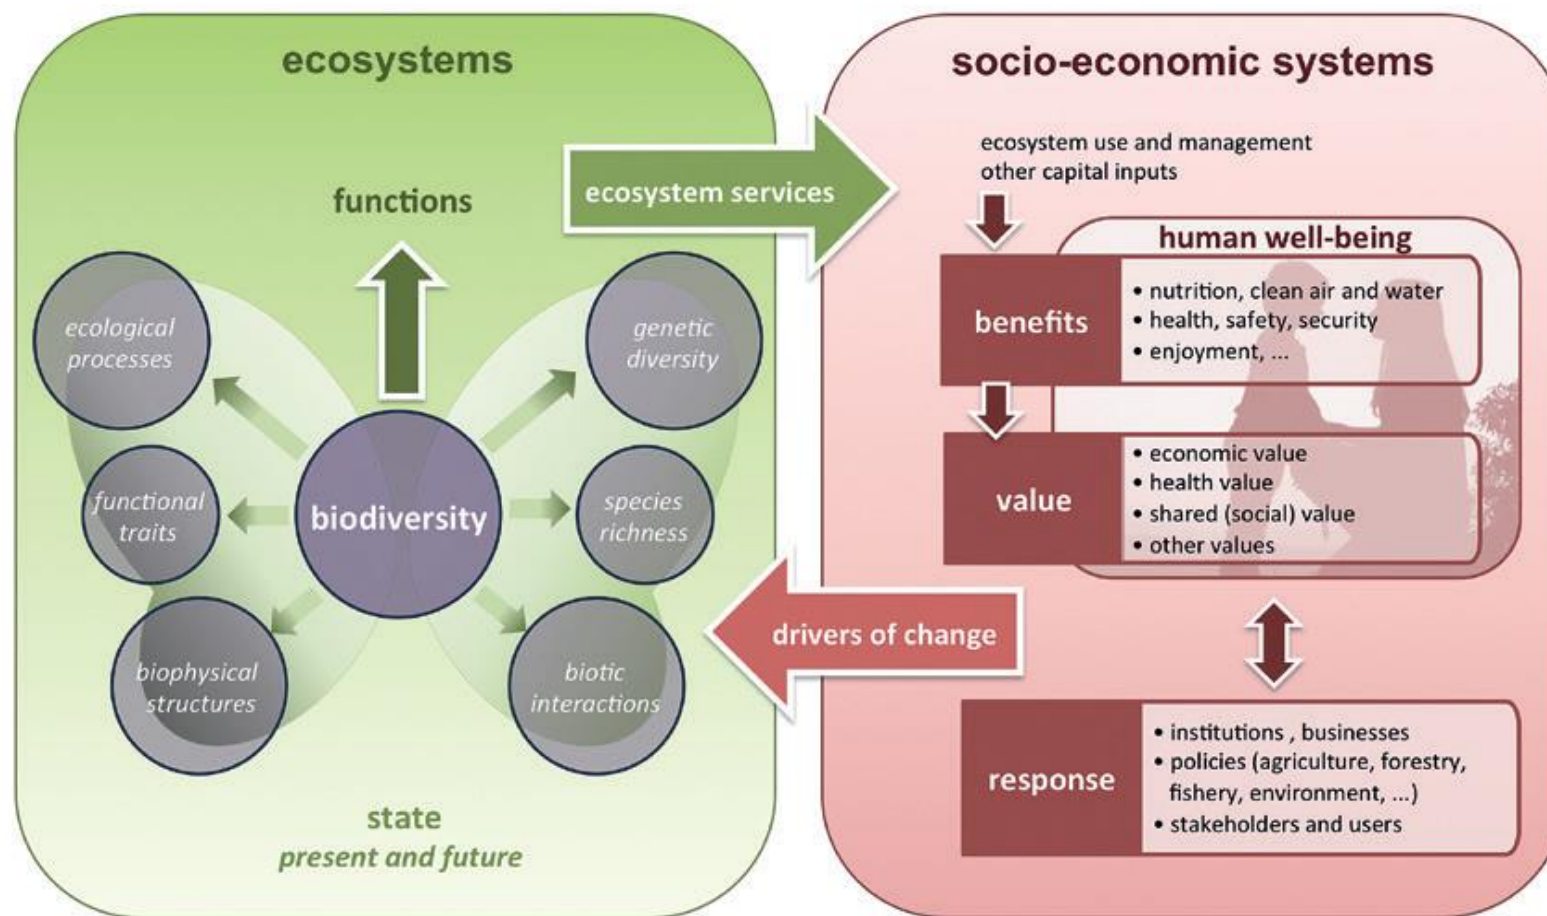 ecosystems
functions
ecosystem services
ecological
processes
genetic
diversity
functional
traits
biodiversity
species
richness
biophysical
structures
biotic
interactions
state
present and future
drivers of change
socio-economic systems
ecosystem use and management
other capital inputs
human well-being
benefits
• nutrition, clean air and water
• health, safety, security
• enjoyment, ...
value
• economic value
• health value
• shared (social) value
• other values
response
• institutions , businesses
• policies (agriculture, forestry,
fishery, environment, ...)
• stakeholders and users